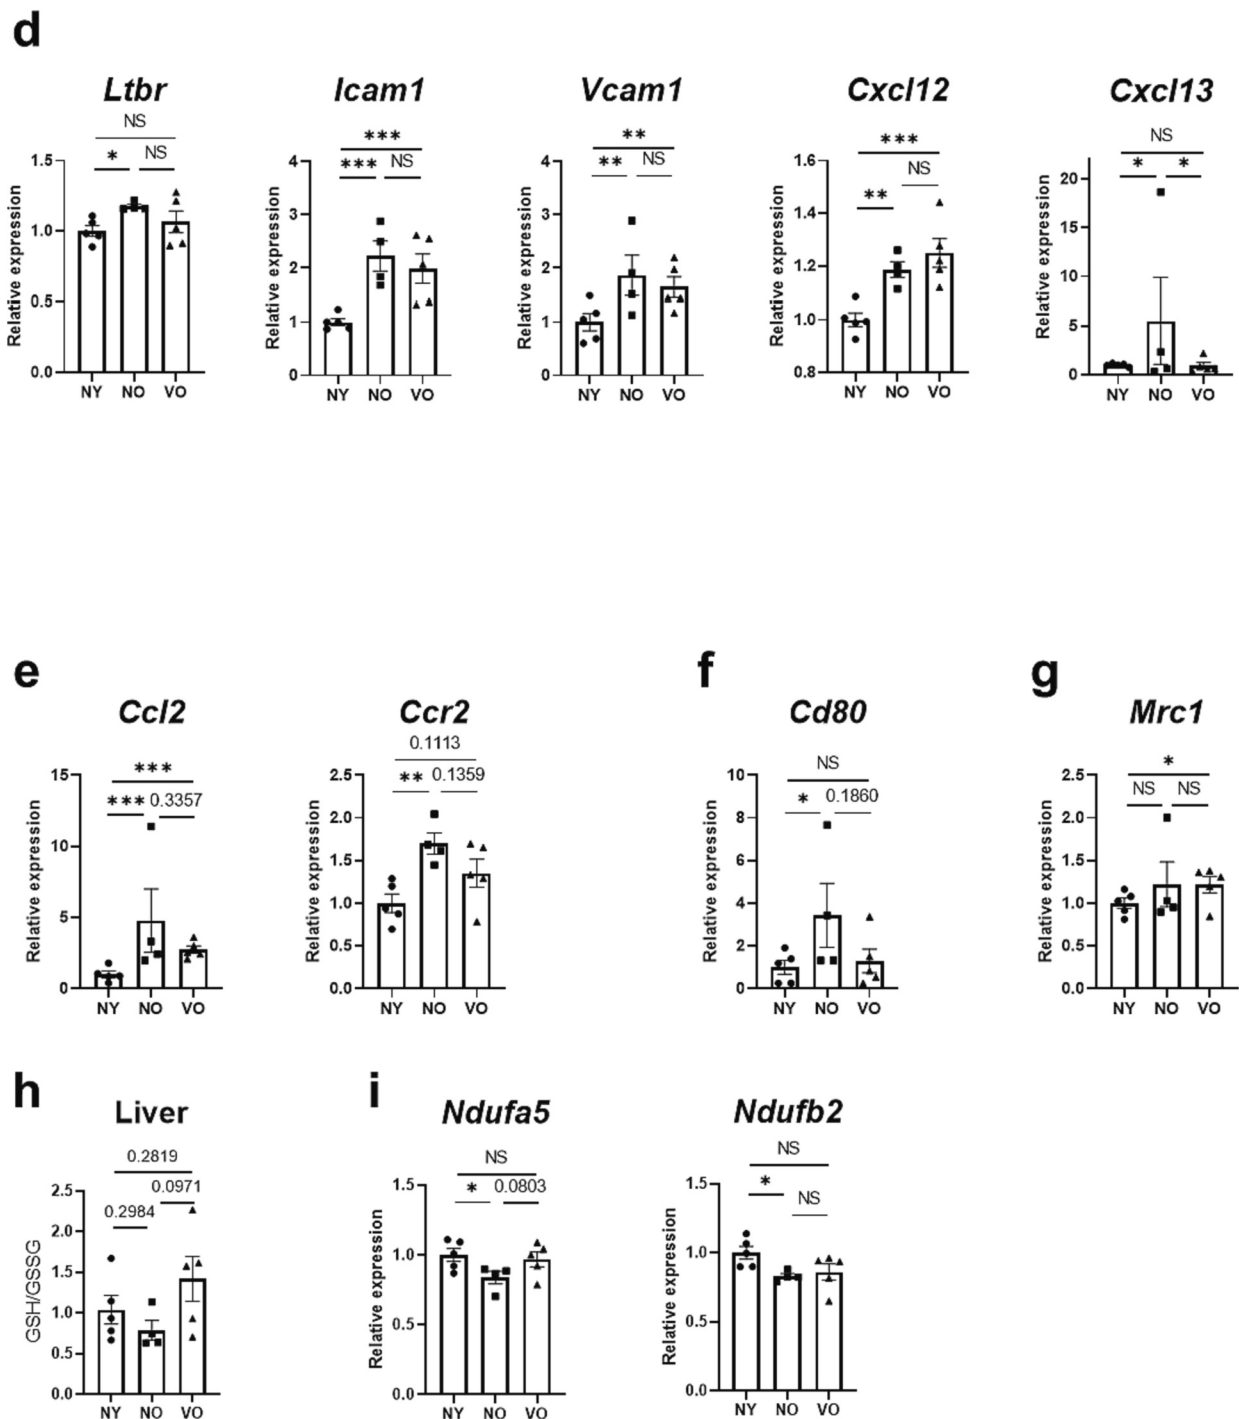 d
Ltbr
Icam1
Vcam1
Cxcl12
Cxcl13
NS
* NS
Relative expression
1.5
1.0
0.5
0.0
NY NO VO
***
*** NS
Relative expression
4
3
2
1
0
NY NO VO
**
** NS
Relative expression
4
3
2
1
0
NY NO VO
***
NS
**
Relative expression
1.6
1.4
1.2
1.0
0.8
NY NO VO
NS
* *
Relative expression
20
15
10
5
0
NY NO VO
e
Ccl2
Ccr2
***
*** 0.3357
Relative expression
15
10
5
0
NY NO VO
0.1113
** 0.1359
Relative expression
2.5
2.0
1.5
1.0
0.5
0.0
NY NO VO
f
Cd80
NS
* 0.1860
Relative expression
10
8
6
4
2
0
NY NO VO
g
Mrc1
*
NS NS
Relative expression
2.5
2.0
1.5
1.0
0.5
0.0
NY NO VO
h
Liver
0.2819
0.0971
0.2984
GSH/GSSG
2.5
2.0
1.5
1.0
0.5
0.0
NY NO VO
i
Ndufa5
Ndufb2
NS
* 0.0803
Relative expression
1.5
1.0
0.5
0.0
NY NO VO
NS
*
NS
Relative expression
1.5
1.0
0.5
0.0
NY NO VO